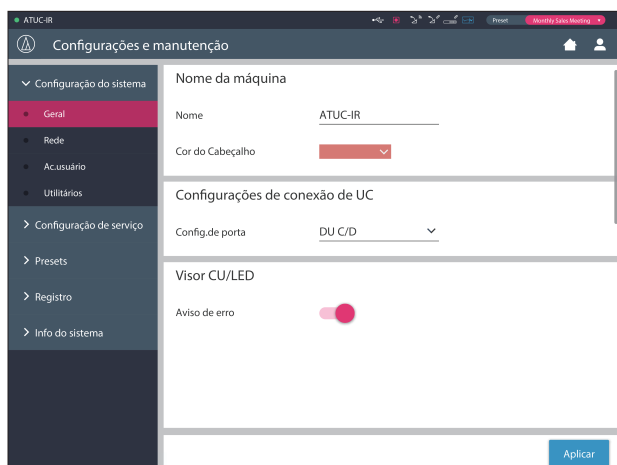 ATUC-IR
Preset
Monthly Sales Meeting
Configurações e manutenção
Configuração do sistema
Geral
Rede
Ac.usuário
Utilitários
Configuração de serviço
Presets
Registro
Info do sistema
Nome da máquina
Nome
ATUC-IR
Cor do Cabeçalho
Configurações de conexão de UC
Config.de porta
DU C/D
Visor CU/LED
Aviso de erro
Aplicar